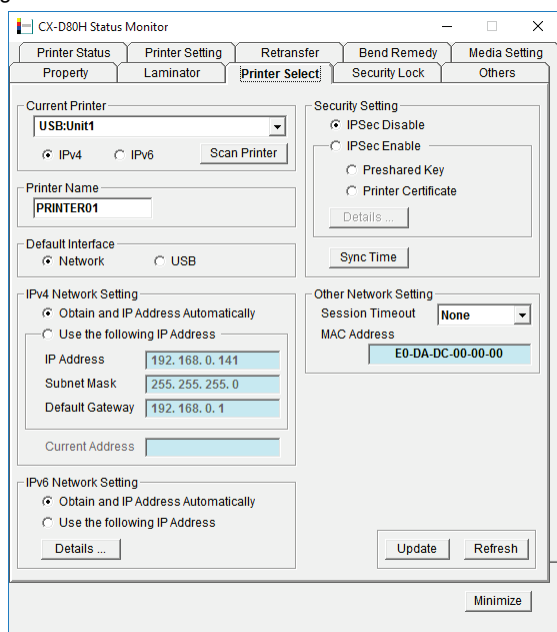 CX-D80H Status Monitor
Printer Status Printer Setting Retransfer Bend Remedy Media Setting
Property Laminator Printer Select Security Lock Others
Current Printer
USB:Unit1
IPv4 IPv6 Scan Printer
Printer Name
PRINTER01
Default Interface
Network USB
IPv4 Network Setting
Obtain and IP Address Automatically
Use the following IP Address
IP Address 192. 168. 0. 141
Subnet Mask 255. 255. 255. 0
Default Gateway 192. 168. 0. 1
Current Address
IPv6 Network Setting
Obtain and IP Address Automatically
Use the following IP Address
Details ...
Security Setting
IPSec Disable
IPSec Enable
Preshared Key
Printer Certificate
Details ...
Sync Time
Other Network Setting
Session Timeout None
MAC Address
E0-DA-DC-00-00-00
Update Refresh
Minimize